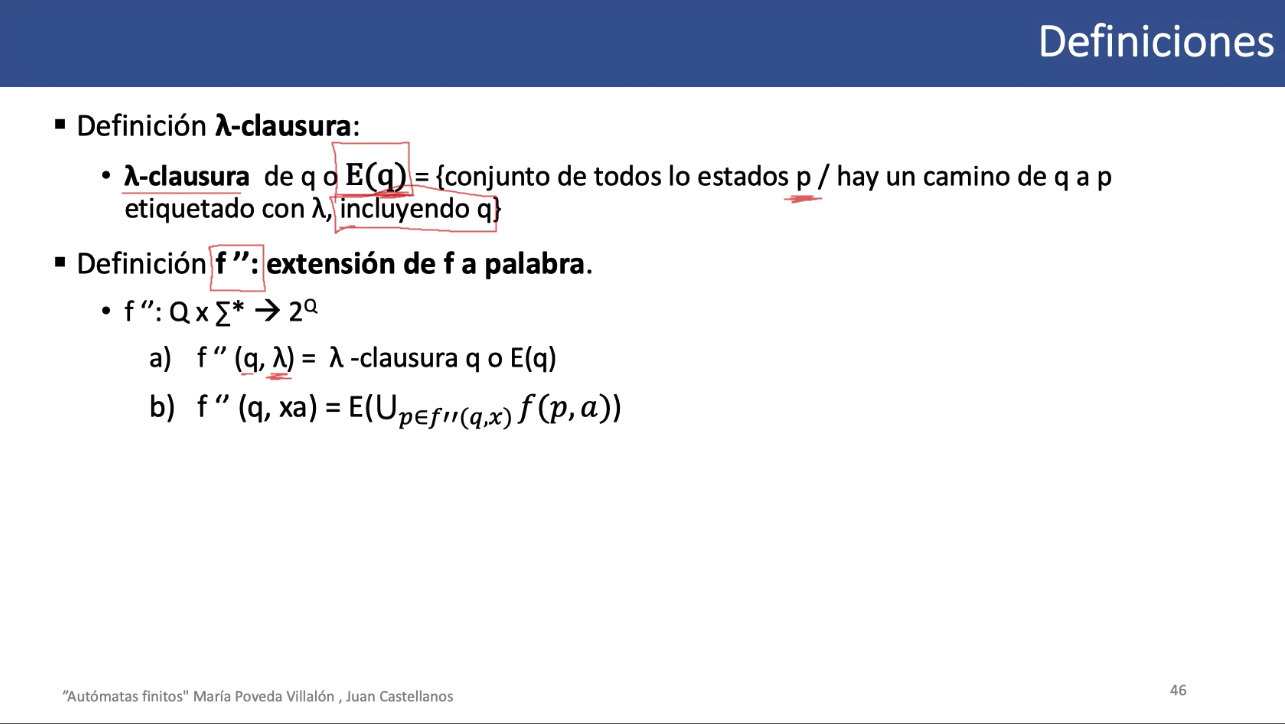 Definiciones
▪ Definición λ-clausura:
• λ-clausura de q o E(q) = {conjunto de todos lo estados p / hay un camino de q a p
etiquetado con λ, incluyendo q}
▪ Definición f ’’: extensión de f a palabra.
• f ‘’: Q x ∑* → 2^Q
a) f ‘’ (q, λ) = λ -clausura q o E(q)
b) f ‘’ (q, xa) = E(⋃_{p∈f′′(q,x)} f(p, a))
”Autómatas finitos" María Poveda Villalón , Juan Castellanos
46